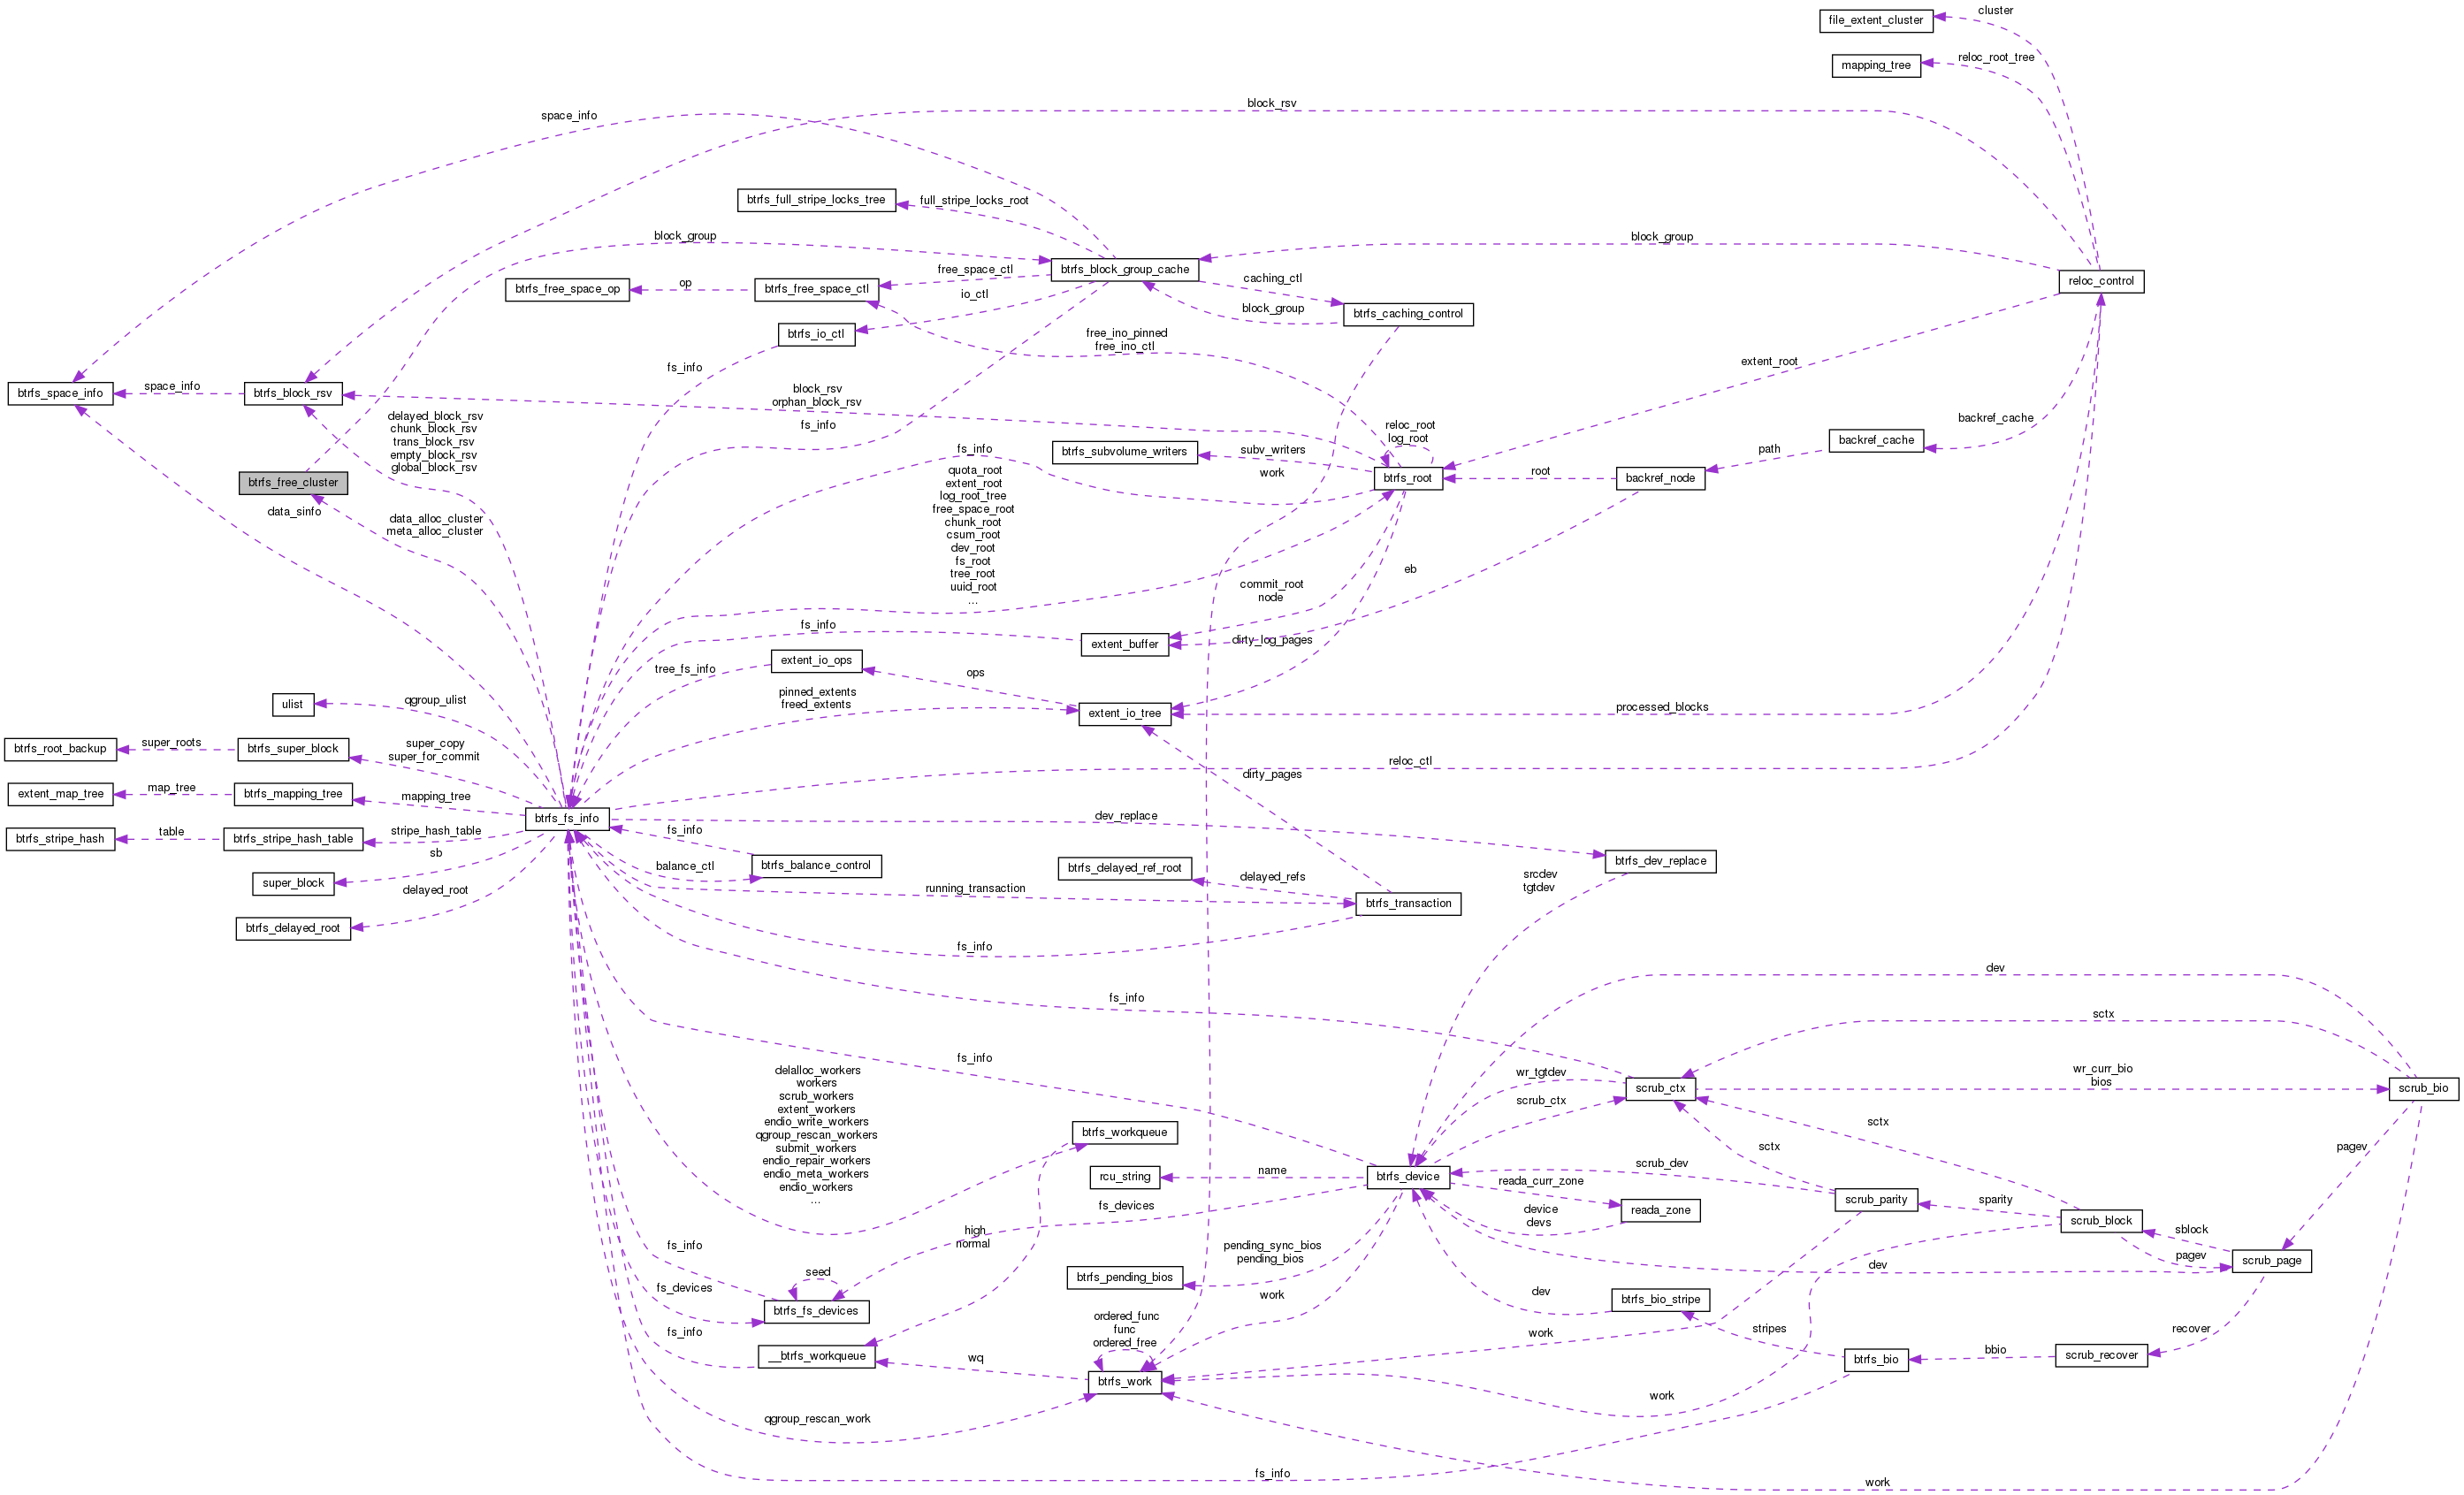 cluster
file_extent_cluster
reloc_root_tree
mapping_tree
block_rsv
space_info
btrfs_full_stripe_locks_tree
full_stripe_locks_root
block_group
block_group
btrfs_block_group_cache
free_space_ctl
caching_ctl
reloc_control
btrfs_free_space_op
op
btrfs_free_space_ctl
io_ctl
block_group
btrfs_caching_control
btrfs_io_ctl
free_ino_pinned
free_ino_ctl
fs_info
extent_root
btrfs_space_info
space_info
btrfs_block_rsv
block_rsv
orphan_block_rsv
delayed_block_rsv
chunk_block_rsv
trans_block_rsv
empty_block_rsv
global_block_rsv
fs_info
reloc_root
log_root
backref_cache
backref_cache
btrfs_subvolume_writers
subv_writers
fs_info
path
work
btrfs_free_cluster
quota_root
extent_root
log_root_tree
free_space_root
chunk_root
csum_root
dev_root
fs_root
tree_root
uuid_root
...
btrfs_root
root
backref_node
data_sinfo
data_alloc_cluster
meta_alloc_cluster
eb
commit_root
node
fs_info
extent_buffer
dirty_log_pages
extent_io_ops
tree_fs_info
ops
ulist
qgroup_ulist
pinned_extents
freed_extents
extent_io_tree
processed_blocks
btrfs_root_backup
super_roots
btrfs_super_block
super_copy
super_for_commit
reloc_ctl
dirty_pages
extent_map_tree
map_tree
btrfs_mapping_tree
mapping_tree
btrfs_fs_info
dev_replace
btrfs_stripe_hash
table
btrfs_stripe_hash_table
stripe_hash_table
fs_info
sb
balance_ctl
btrfs_balance_control
btrfs_delayed_ref_root
delayed_refs
btrfs_dev_replace
super_block
delayed_root
running_transaction
btrfs_transaction
srcdev
tgtdev
btrfs_delayed_root
fs_info
dev
fs_info
sctx
fs_info
delalloc_workers
workers
scrub_workers
extent_workers
endio_write_workers
qgroup_rescan_workers
submit_workers
endio_repair_workers
endio_meta_workers
endio_workers
...
wr_tgtdev
scrub_ctx
scrub_ctx
wr_curr_bio
bios
scrub_bio
btrfs_workqueue
sctx
sctx
pagev
rcu_string
name
btrfs_device
scrub_dev
reada_curr_zone
scrub_parity
sparity
fs_devices
device
devs
reada_zone
scrub_block
sblock
high
normal
fs_info
pending_sync_bios
pending_bios
pagev
scrub_page
dev
seed
btrfs_pending_bios
fs_devices
btrfs_fs_devices
work
dev
btrfs_bio_stripe
ordered_func
func
ordered_free
fs_info
work
stripes
recover
__btrfs_workqueue
wq
btrfs_work
btrfs_bio
bbio
scrub_recover
work
qgroup_rescan_work
fs_info
work